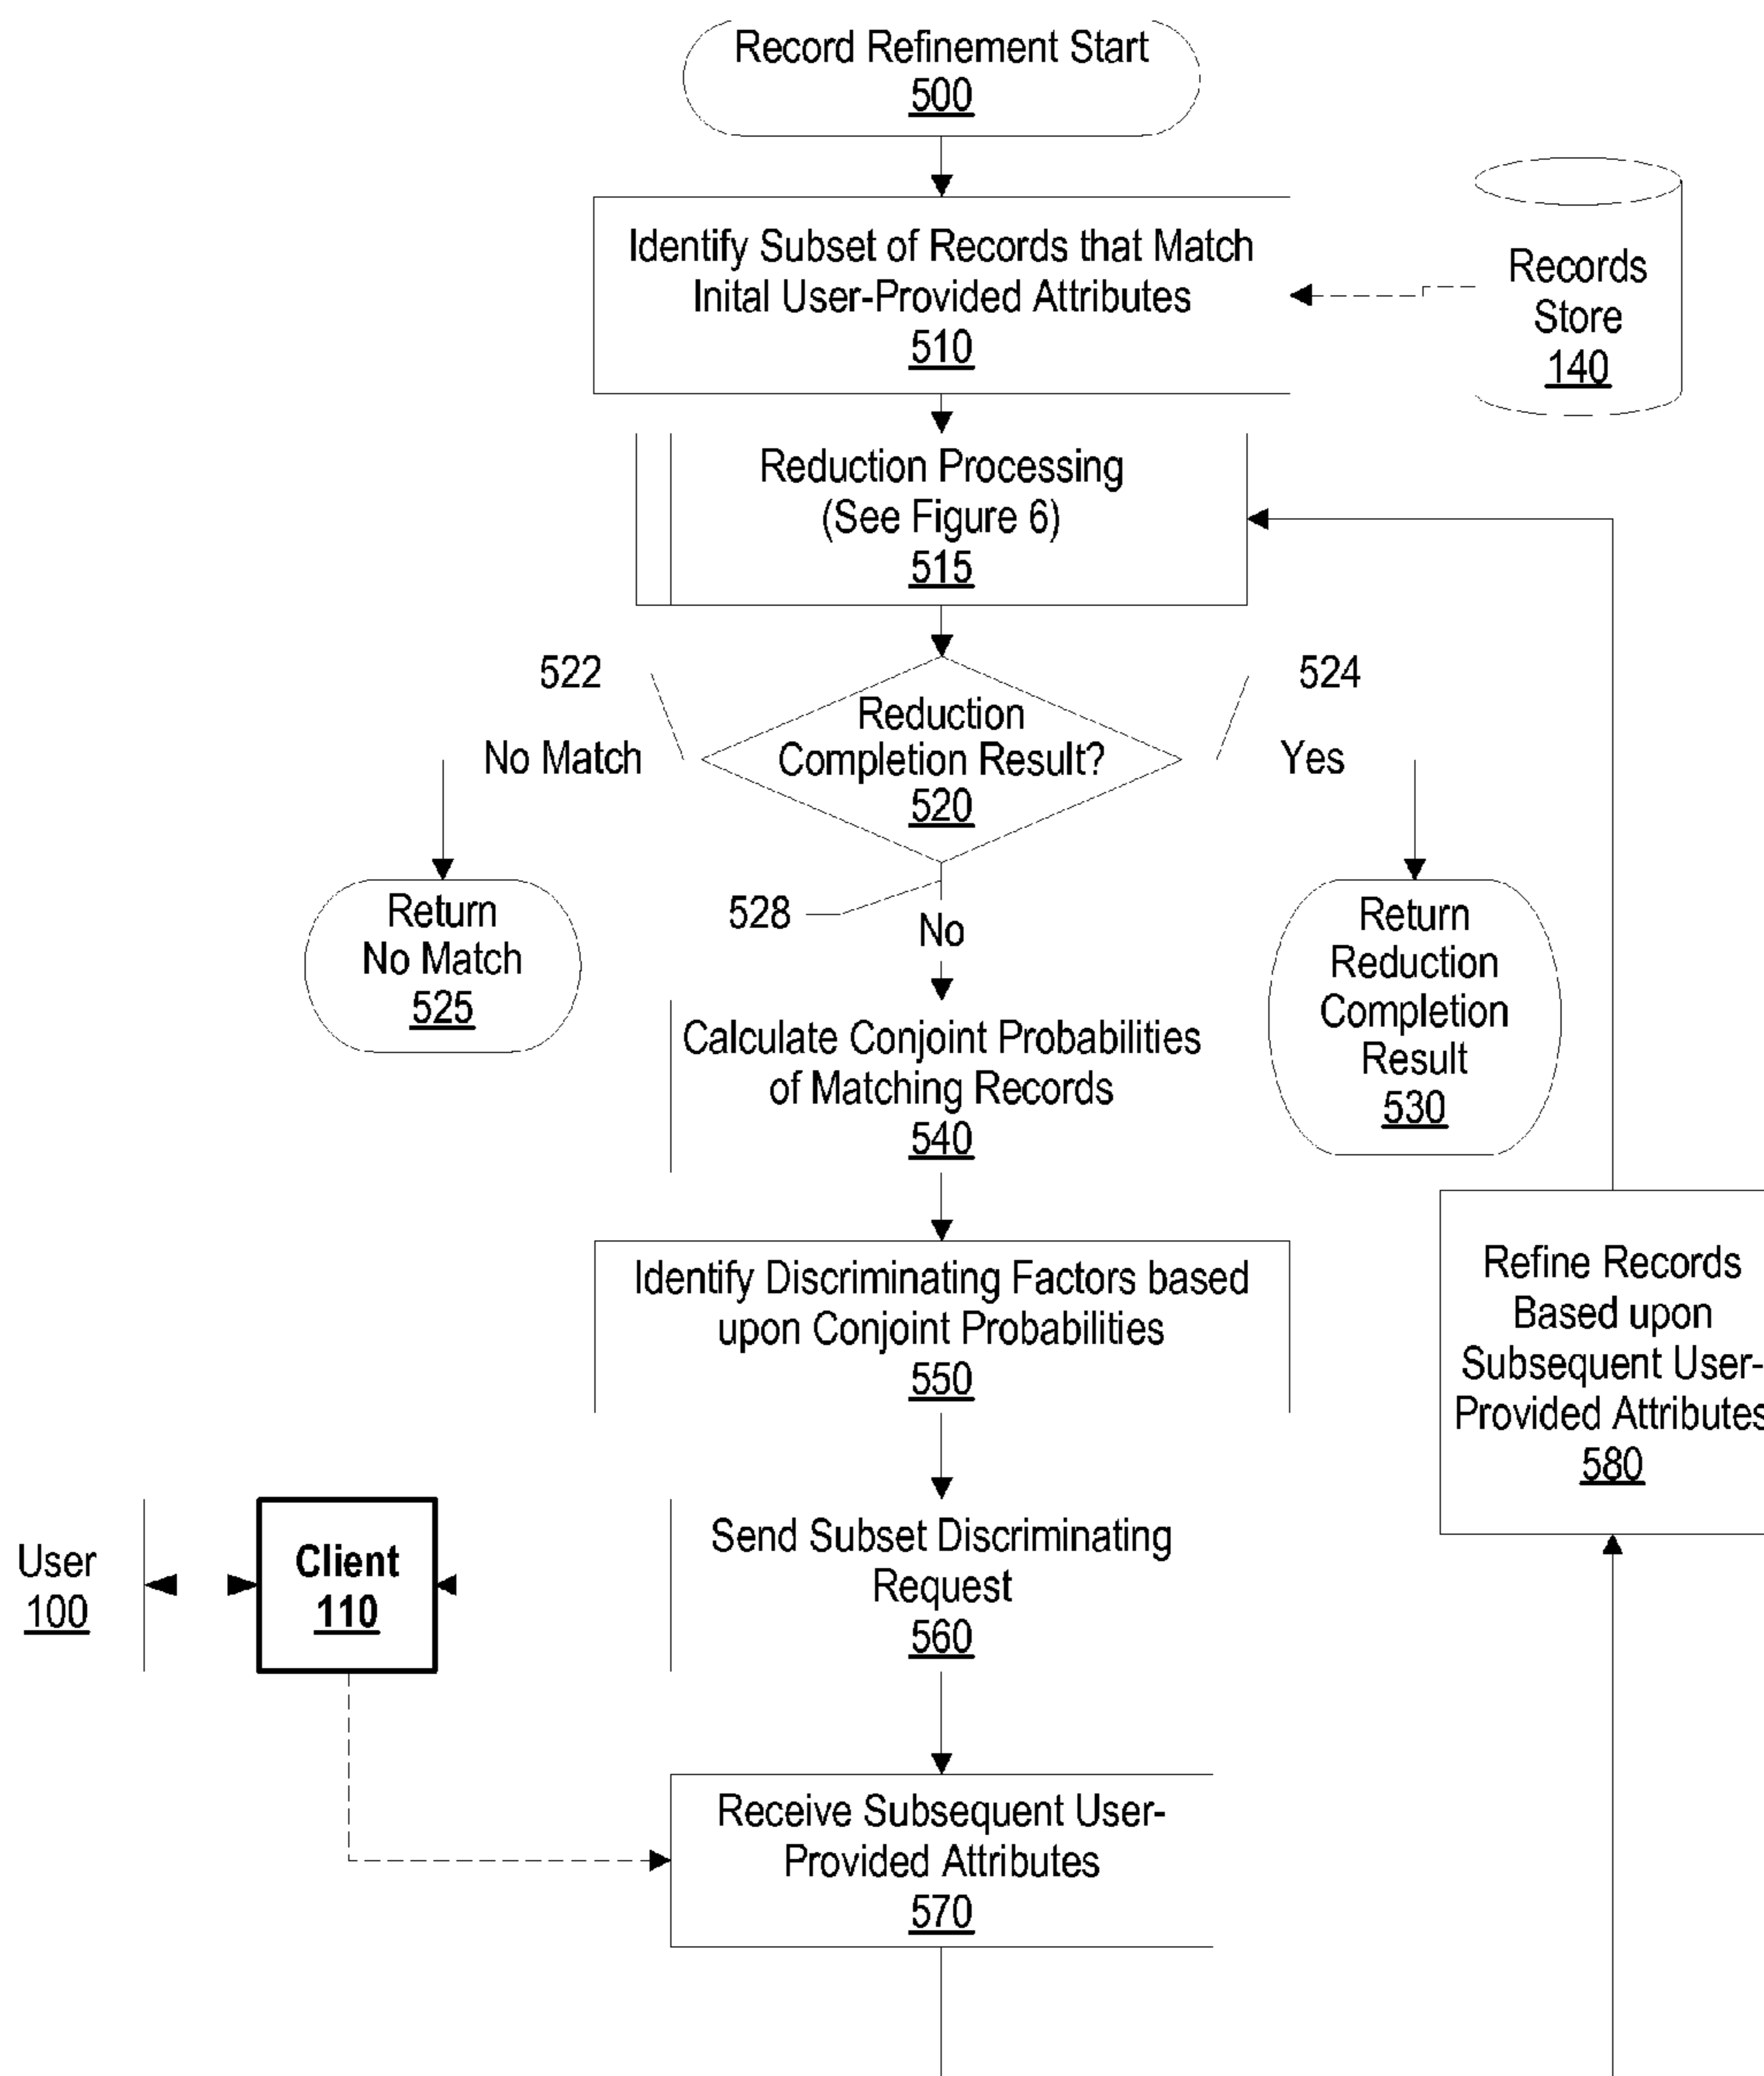 Record Refinement Start
500
Identify Subset of Records that Match
Inital User-Provided Attributes
510
Records
Store
140
Reduction Processing
(See Figure 6)
515
522
524
Reduction
Completion Result?
520
No Match
Yes
528
No
Return
No Match
525
Return
Reduction
Completion
Result
530
Calculate Conjoint Probabilities
of Matching Records
540
Identify Discriminating Factors based
upon Conjoint Probabilities
550
Refine Records
Based upon
Subsequent User-
Provided Attributes
580
User
100
Client
110
Send Subset Discriminating
Request
560
Receive Subsequent User-
Provided Attributes
570